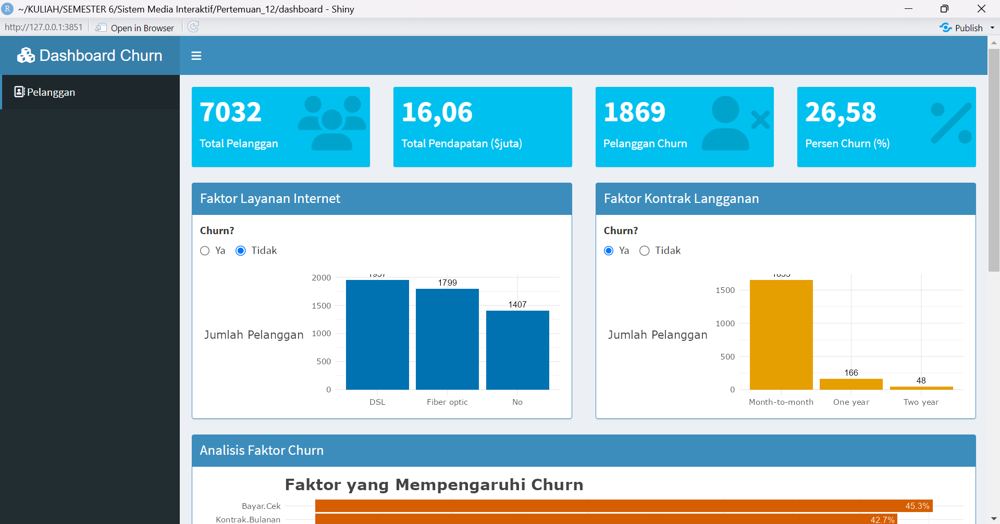 R ~/KULIAH/SEMESTER 6/Sistem Media Interaktif/Pertemuan_12/dashboard - Shiny
http://127.0.0.1:3851 Open in Browser Publish
Dashboard Churn
Pelanggan
7032
Total Pelanggan
16,06
Total Pendapatan ($juta)
1869
Pelanggan Churn
26,58
Persen Churn (%)
Faktor Layanan Internet
Churn?
Ya Tidak
Jumlah Pelanggan
2000
1500
1000
500
0
1799
1407
DSL Fiber optic No
Faktor Kontrak Langganan
Churn?
Ya Tidak
Jumlah Pelanggan
1500
1000
500
0
166
48
Month-to-month One year Two year
Analisis Faktor Churn
Faktor yang Mempengaruhi Churn
Bayar.Cek 45.3%
Kontrak.Bulanan 42.7%